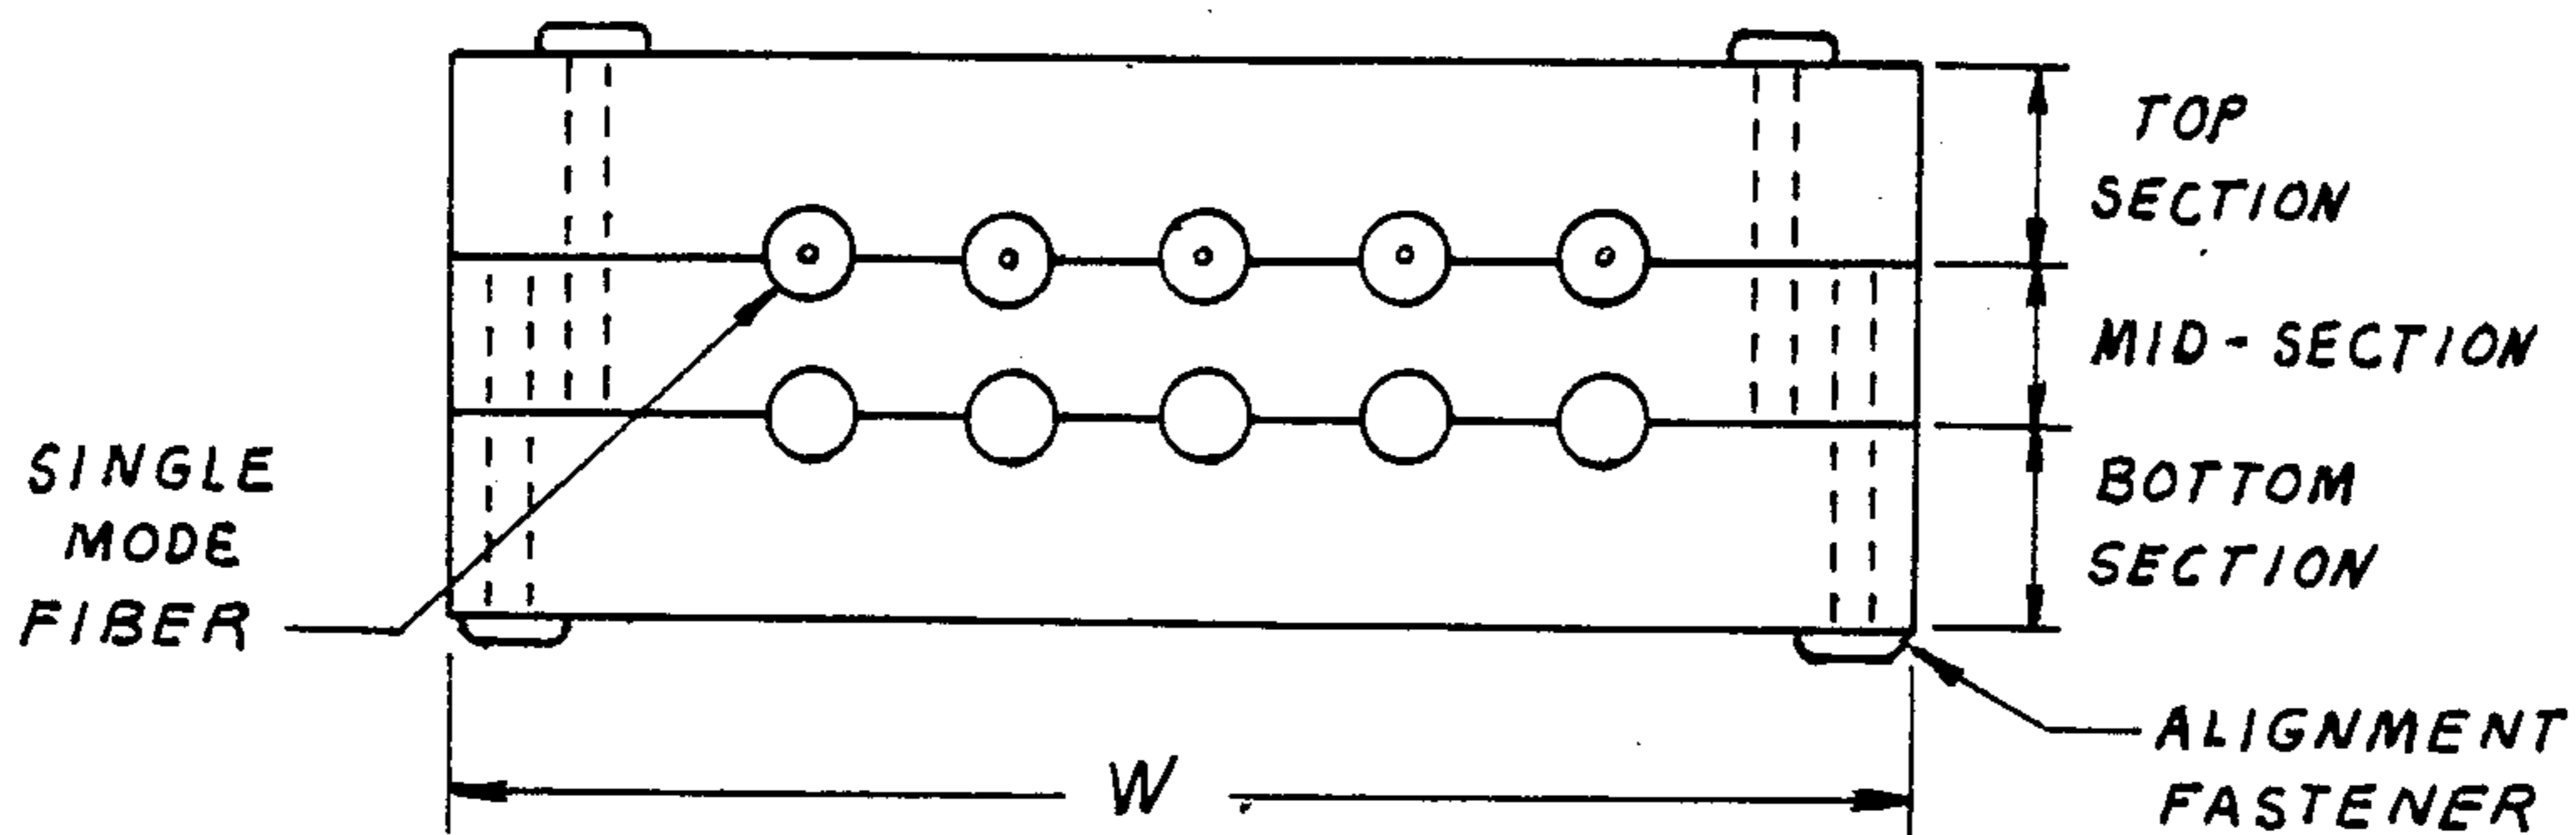 TOP
SECTION
MID-SECTION
BOTTOM
SECTION
SINGLE
MODE
FIBER
ALIGNMENT
FASTENER
W